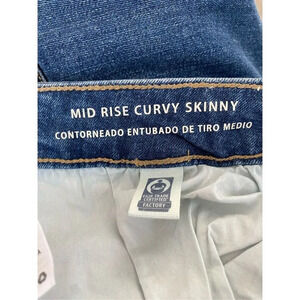 MID RISE CURVY SKINNY
CONTORNEADO ENTUBADO DE TIRO MEDIO
FAIR TRADE
CERTIFIED
FACTORY